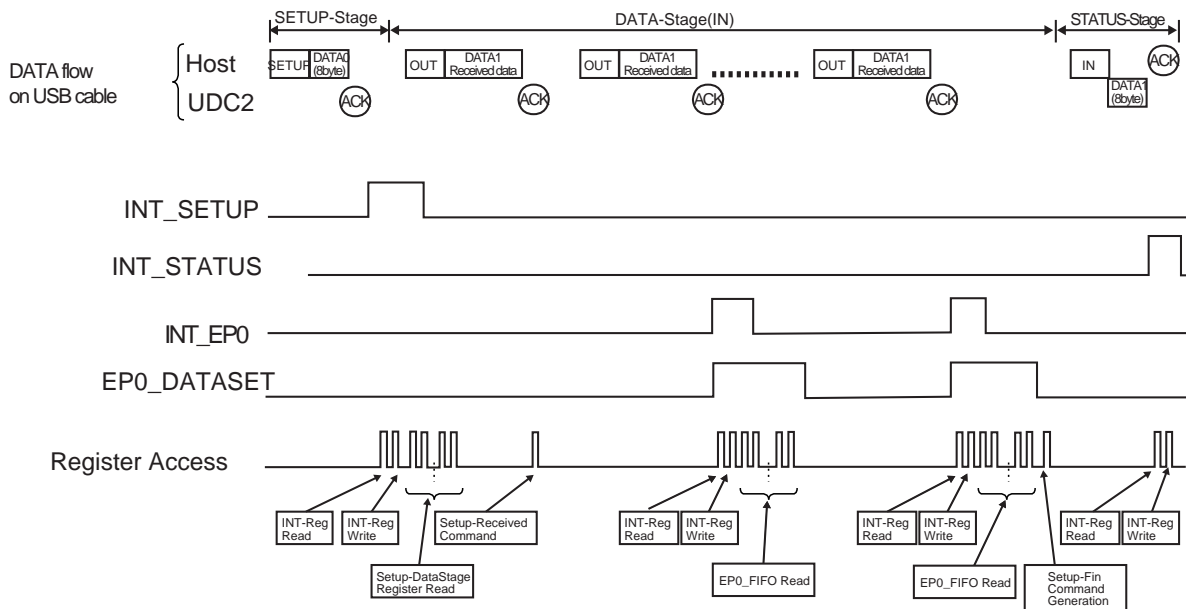 SETUP-Stage
DATA-Stage(IN)
STATUS-Stage
DATA flow
on USB cable
Host
UDC2
SETUP
DATA0
(8byte)
ACK
OUT
DATA1
Received data
ACK
OUT
DATA1
Received data
ACK
OUT
DATA1
Received data
ACK
IN
DATA1
(8byte)
ACK
INT_SETUP
INT_STATUS
INT_EP0
EP0_DATASET
Register Access
INT-Reg
Read
INT-Reg
Write
Setup-DataStage
Register Read
Setup-Received
Command
INT-Reg
Read
INT-Reg
Write
EP0_FIFO Read
INT-Reg
Read
INT-Reg
Write
EP0_FIFO Read
Setup-Fin
Command
Generation
INT-Reg
Read
INT-Reg
Write